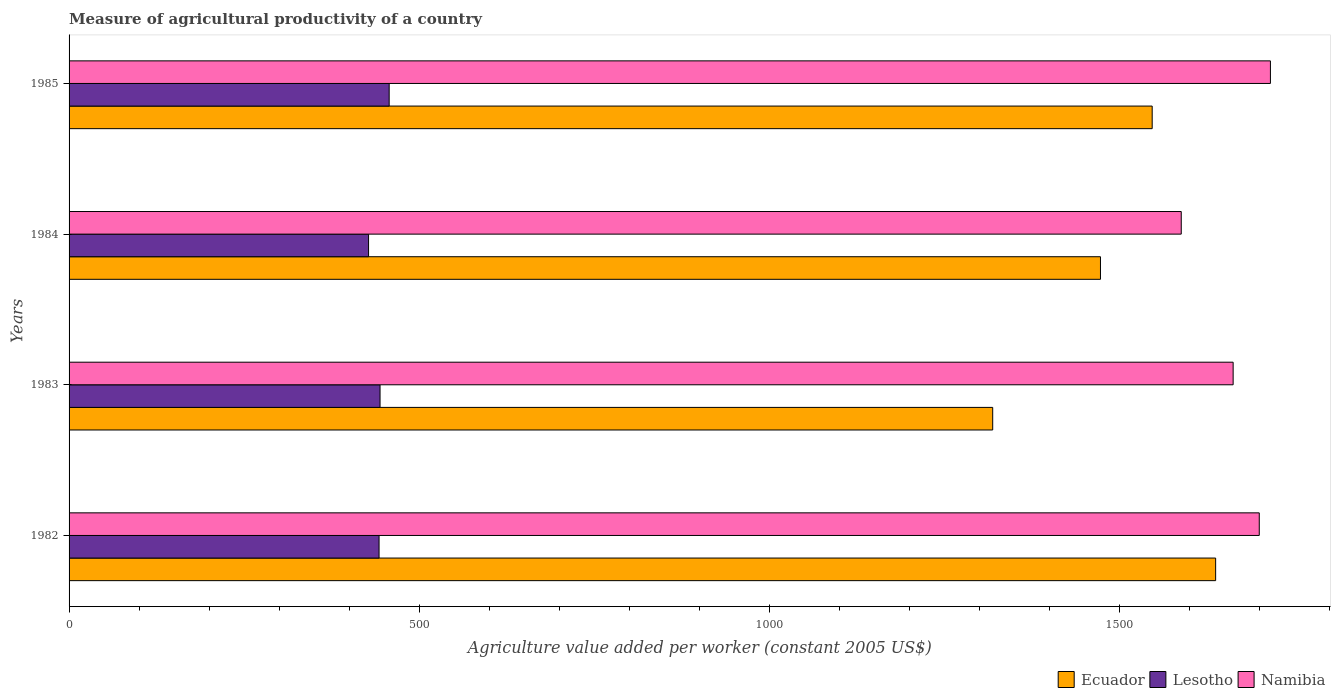 Measure of agricultural productivity of a country
1985
1984
1983
1982
Years
0
500
1000
1500
Agriculture value added per worker (constant 2005 US$)
Ecuador
Lesotho
Namibia